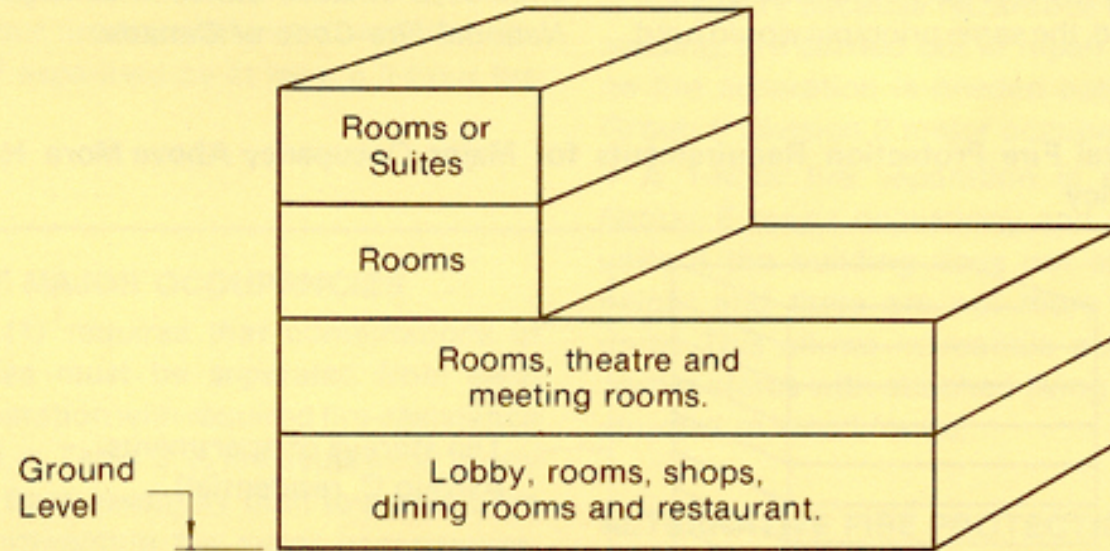 Rooms or
Suites
Rooms
Rooms, theatre and
meeting rooms.
Lobby, rooms, shops,
dining rooms and restaurant.
Ground
Level